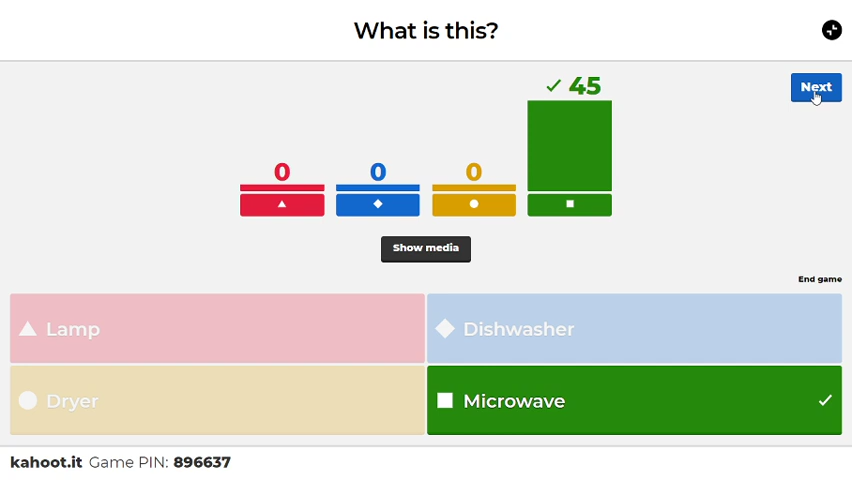 What is this?
45
Next
0 0 0
Show media
End game
Lamp
Dishwasher
Dryer
Microwave
kahoot.it Game PIN: 896637